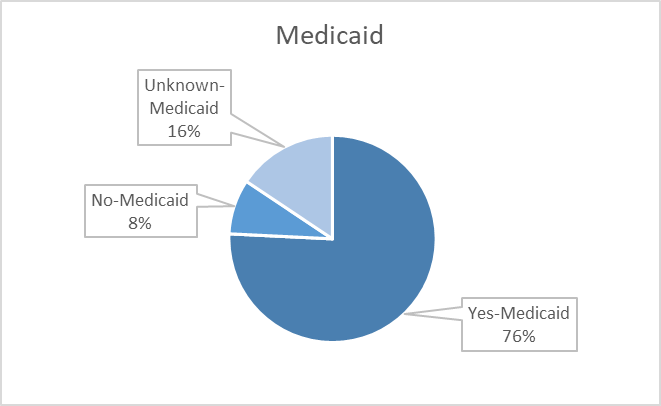 Medicaid
Unknown-
Medicaid
16%
No-Medicaid
8%
Yes-Medicaid
76%